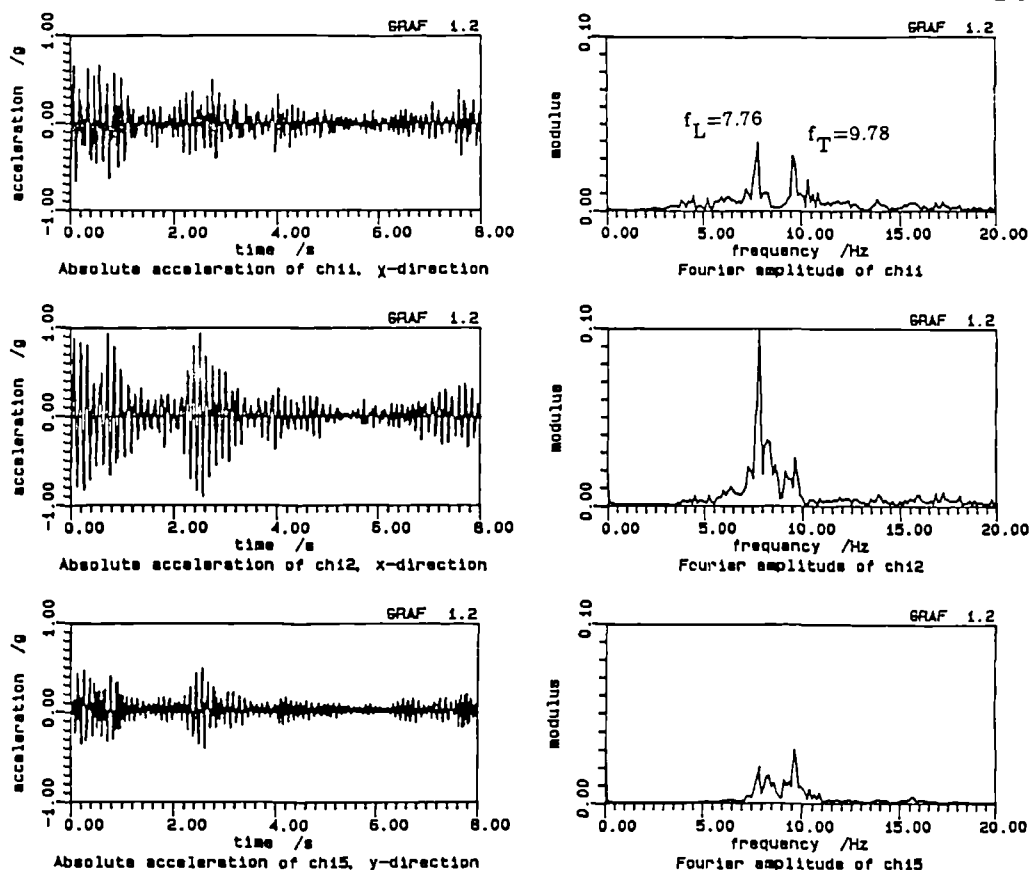 GRAF 1.2
1.00
0.00
-1.00
acceleration /g
0.00 2.00 4.00 6.00 8.00
time /s
Absolute acceleration of ch11, x-direction
GRAF 1.2
0.10
0.00
modulus
f_L=7.76
f_T=9.78
0.00 5.00 10.00 15.00 20.00
frequency /Hz
Fourier amplitude of ch11
GRAF 1.2
1.00
0.00
-1.00
acceleration /g
0.00 2.00 4.00 6.00 8.00
time /s
Absolute acceleration of ch12, x-direction
GRAF 1.2
0.10
0.00
modulus
0.00 5.00 10.00 15.00 20.00
frequency /Hz
Fourier amplitude of ch12
GRAF 1.2
1.00
0.00
-1.00
acceleration /g
0.00 2.00 4.00 6.00 8.00
time /s
Absolute acceleration of ch15, y-direction
GRAF 1.2
0.10
0.00
modulus
0.00 5.00 10.00 15.00 20.00
frequency /Hz
Fourier amplitude of ch15